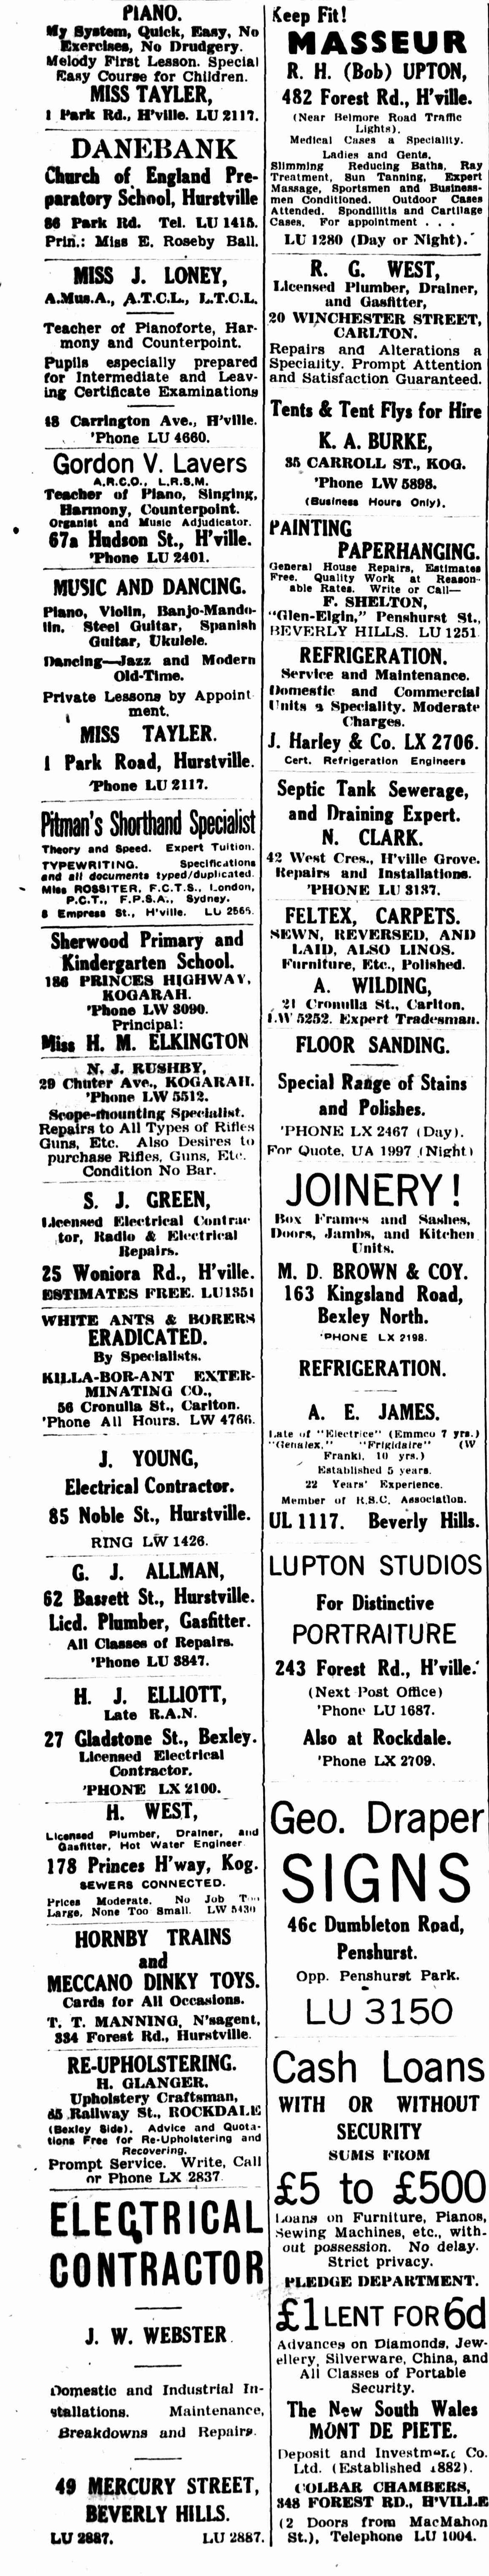 PIANO.
My System, Quick, Easy, No
Exercises, No Drudgery.
Melody First Lesson. Special
Easy Course for Children.
MISS TAYLER,
1 Park Rd., H'ville. LU 2117.
DANEBANK
Church of England Pre-
paratory School, Hurstville
86 Park Rd. Tel. LU 1415.
Prin.: Miss E. Roseby Ball.
MISS J. LONEY,
A.Mus.A., A.T.C.L., L.T.C.L.
Teacher of Pianoforte, Har-
mony and Counterpoint.
Pupils especially prepared
for Intermediate and Leav-
ing Certificate Examinations
48 Carrington Ave., H'ville.
'Phone LU 4660.
Gordon V. Lavers
A.R.C.O., L.R.S.M.
Teacher of Piano, Singing,
Harmony, Counterpoint.
Organist and Music Adjudicator.
67a Hudson St., H'ville.
'Phone LU 2401.
MUSIC AND DANCING.
Piano, Violin, Banjo-Mando-
lin, Steel Guitar, Spanish
Guitar, Ukulele.
Dancing—Jazz and Modern
Old-Time.
Private Lessons by Appoint
ment.
MISS TAYLER.
1 Park Road, Hurstville.
'Phone LU 2117.
Pitman's Shorthand Specialist
Theory and Speed. Expert Tuition.
TYPEWRITING. Specifications
and all documents typed/duplicated.
Miss ROSSITER, F.C.T.S., London,
P.C.T., F.P.S.A., Sydney.
8 Empress St., H'ville. LU 2565.
Sherwood Primary and
Kindergarten School.
186 PRINCES HIGHWAY,
KOGARAH.
'Phone LW 3090.
Principal:
Miss H. M. ELKINGTON
N. J. RUSHBY,
29 Chuter Ave., KOGARAH.
'Phone LW 5512.
Scope-mounting Specialist.
Repairs to All Types of Rifles
Guns, Etc. Also Desires to
purchase Rifles, Guns, Etc.
Condition No Bar.
S. J. GREEN,
Licensed Electrical Contrac-
tor, Radio & Electrical
Repairs.
25 Woniora Rd., H'ville.
ESTIMATES FREE. LU1351
WHITE ANTS & BORERS
ERADICATED.
By Specialists.
KILLA-BOR-ANT EXTER-
MINATING CO.,
56 Cronulla St., Carlton.
'Phone All Hours. LW 4766.
J. YOUNG,
Electrical Contractor.
85 Noble St., Hurstville.
RING LW 1426.
G. J. ALLMAN,
62 Bassett St., Hurstville.
Licd. Plumber, Gasfitter.
All Classes of Repairs.
'Phone LU 3847.
H. J. ELLIOTT,
Late R.A.N.
27 Gladstone St., Bexley.
Licensed Electrical
Contractor.
'PHONE LX 2100.
H. WEST,
Licensed Plumber, Drainer, and
Gasfitter, Hot Water Engineer
178 Princes H'way, Kog.
SEWERS CONNECTED.
Prices Moderate. No Job Too
Large, None Too Small. LW 5430
HORNBY TRAINS
and
MECCANO DINKY TOYS.
Cards for All Occasions.
T. T. MANNING, N'sagent,
334 Forest Rd., Hurstville.
RE-UPHOLSTERING.
H. GLANGER,
Upholstery Craftsman,
65 Railway St., ROCKDALE
(Bexley Side). Advice and Quota-
tions Free for Re-Upholstering and
Recovering.
Prompt Service. Write, Call
or Phone LX 2837
ELECTRICAL
CONTRACTOR
J. W. WEBSTER
Domestic and Industrial In-
stallations. Maintenance,
Breakdowns and Repairs.
49 MERCURY STREET,
BEVERLY HILLS.
LU 2887. LU 2887.
Keep Fit!
MASSEUR
R. H. (Bob) UPTON,
482 Forest Rd., H'ville.
(Near Belmore Road Traffic
Lights).
Medical Cases a Speciality.
Ladies and Gents.
Slimming Reducing Baths, Ray
Treatment, Sun Tanning, Expert
Massage, Sportsmen and Business-
men Conditioned. Outdoor Cases
Attended. Spondilitis and Cartilage
Cases. For appointment . . .
LU 1280 (Day or Night).
R. G. WEST,
Licensed Plumber, Drainer,
and Gasfitter,
20 WINCHESTER STREET,
CARLTON.
Repairs and Alterations a
Speciality. Prompt Attention
and Satisfaction Guaranteed.
Tents & Tent Flys for Hire
K. A. BURKE,
35 CARROLL ST., KOG.
'Phone LW 5898.
(Business Hours Only).
PAINTING
PAPERHANGING.
General House Repairs, Estimates
Free. Quality Work at Reason-
able Rates. Write or Call—
F. SHELTON,
"Glen-Elgin," Penshurst St.,
BEVERLY HILLS. LU 1251
REFRIGERATION.
Service and Maintenance.
Domestic and Commercial
Units a Speciality. Moderate
Charges.
J. Harley & Co. LX 2706.
Cert. Refrigeration Engineers
Septic Tank Sewerage,
and Draining Expert.
N. CLARK.
42 West Cres., H'ville Grove.
Repairs and Installations.
'PHONE LU 3137.
FELTEX, CARPETS.
SEWN, REVERSED, AND
LAID, ALSO LINOS.
Furniture, Etc., Polished.
A. WILDING,
21 Cronulla St., Carlton.
LW 5252. Expert Tradesman.
FLOOR SANDING.
Special Range of Stains
and Polishes.
'PHONE LX 2467 (Day).
For Quote, UA 1997 (Night)
JOINERY!
Box Frames and Sashes,
Doors, Jambs, and Kitchen
Units.
M. D. BROWN & COY.
163 Kingsland Road,
Bexley North.
'PHONE LX 2198.
REFRIGERATION.
A. E. JAMES.
Late of "Electrice" (Emmco 7 yrs.)
"Genalex," "Frigidaire" (W
Franki, 10 yrs.)
Established 5 years.
22 Years' Experience.
Member of R.S.C. Association.
UL 1117. Beverly Hills.
LUPTON STUDIOS
For Distinctive
PORTRAITURE
243 Forest Rd., H'ville.
(Next Post Office)
'Phone LU 1687.
Also at Rockdale.
'Phone LX 2709.
Geo. Draper
SIGNS
46c Dumbleton Road,
Penshurst.
Opp. Penshurst Park.
LU 3150
Cash Loans
WITH OR WITHOUT
SECURITY
SUMS FROM
£5 to £500
Loans on Furniture, Pianos,
Sewing Machines, etc., with-
out possession. No delay.
Strict privacy.
PLEDGE DEPARTMENT.
£1 LENT FOR 6d
Advances on Diamonds, Jew-
ellery, Silverware, China, and
All Classes of Portable
Security.
The New South Wales
MONT DE PIETE.
Deposit and Investment Co.
Ltd. (Established 1882).
COLBAR CHAMBERS,
348 FOREST RD., H'VILLE
(2 Doors from MacMahon
St.), Telephone LU 1004.